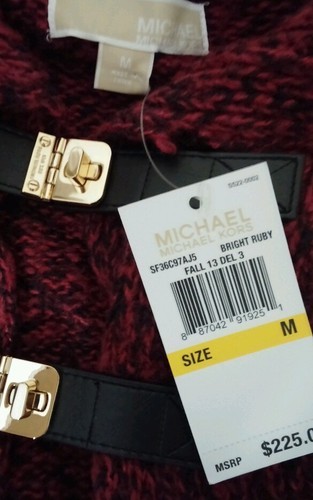 MICHAEL
MICHAEL
M
MICHAEL
MICHAEL KORS
SF36C97AJ5 BRIGHT RUBY
FALL 13 DEL 3
8 87042 91925 1
SIZE M
MSRP $225.0